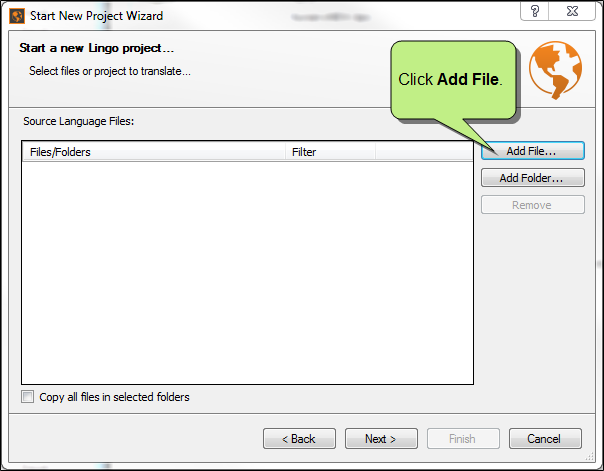 Start New Project Wizard
Start a new Lingo project...
Select files or project to translate...
Click Add File.
Source Language Files:
Files/Folders Filter
Add File...
Add Folder...
Remove
Copy all files in selected folders
< Back Next > Finish Cancel